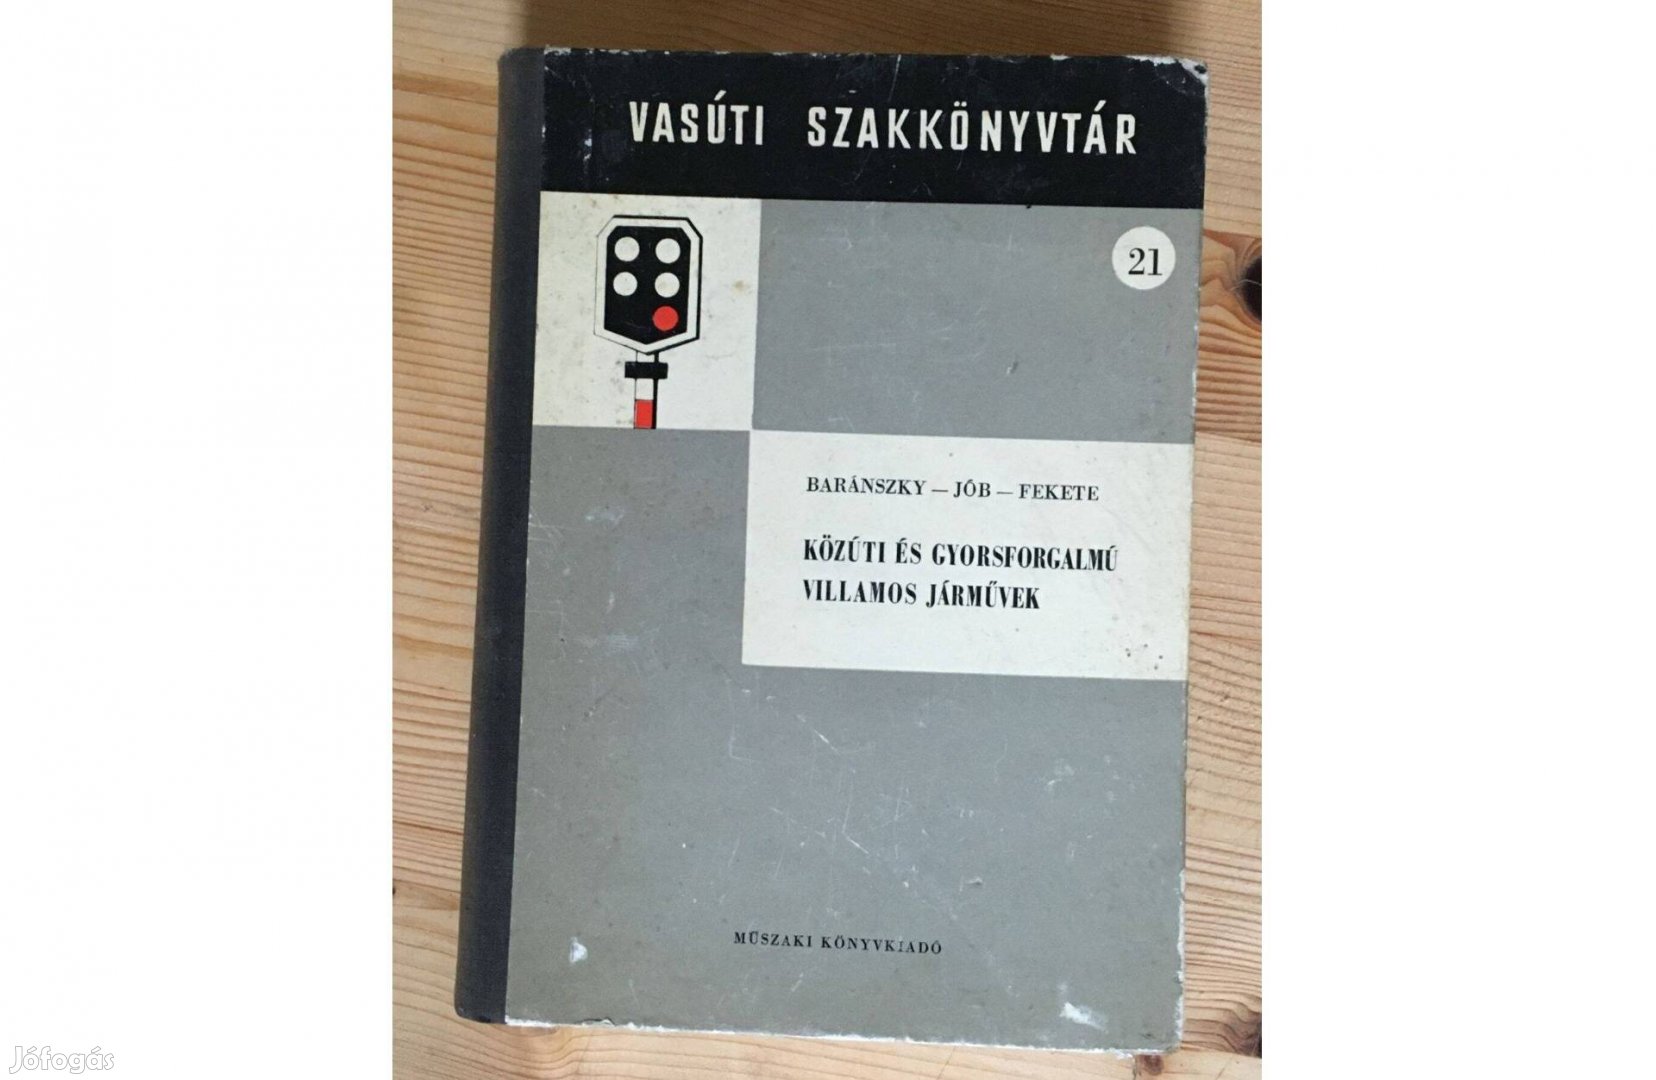 VASÚTI SZAKKÖNYVTÁR
21
BARÁNSZKY — JÓB — FEKETE
KÖZÚTI ÉS GYORSFORGALMÚ
VILLAMOS JÁRMŰVEK
MŰSZAKI KÖNYVKIADÓ
Jófogás